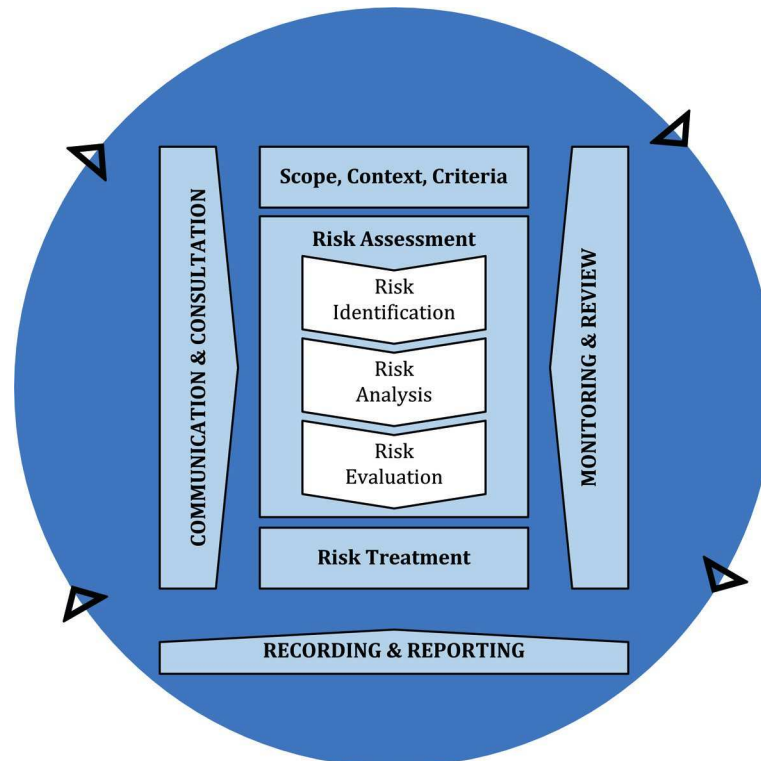 Scope, Context, Criteria
Risk Assessment
Risk
Identification
Risk
Analysis
Risk
Evaluation
Risk Treatment
COMMUNICATION & CONSULTATION
MONITORING & REVIEW
RECORDING & REPORTING